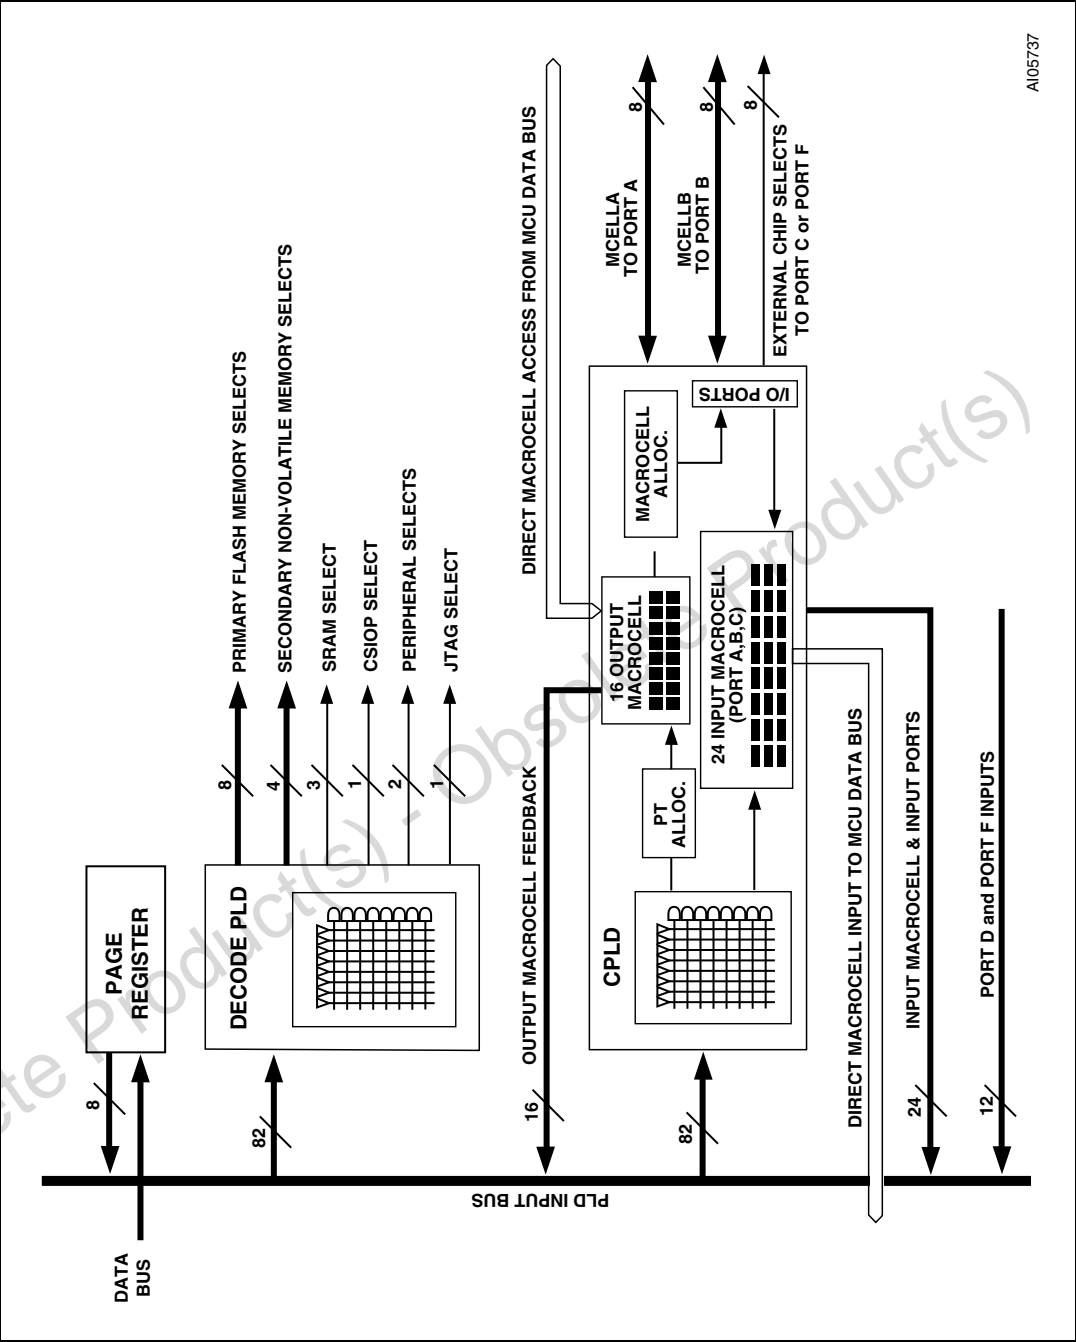 DATA
BUS
8
PAGE
REGISTER
82
DECODE PLD
8
PRIMARY FLASH MEMORY SELECTS
4
SECONDARY NON-VOLATILE MEMORY SELECTS
3
SRAM SELECT
1
CSIOP SELECT
2
PERIPHERAL SELECTS
1
JTAG SELECT
PLD INPUT BUS
16
OUTPUT MACROCELL FEEDBACK
DIRECT MACROCELL ACCESS FROM MCU DATA BUS
82
CPLD
PT
ALLOC.
16 OUTPUT
MACROCELL
MACROCELL
ALLOC.
I/O PORTS
24 INPUT MACROCELL
(PORT A,B,C)
MCELLA
TO PORT A
8
MCELLB
TO PORT B
8
EXTERNAL CHIP SELECTS
TO PORT C or PORT F
8
DIRECT MACROCELL INPUT TO MCU DATA BUS
24
INPUT MACROCELL & INPUT PORTS
12
PORT D and PORT F INPUTS
AI05737
ete Product(s) - Obsolete Product(s)